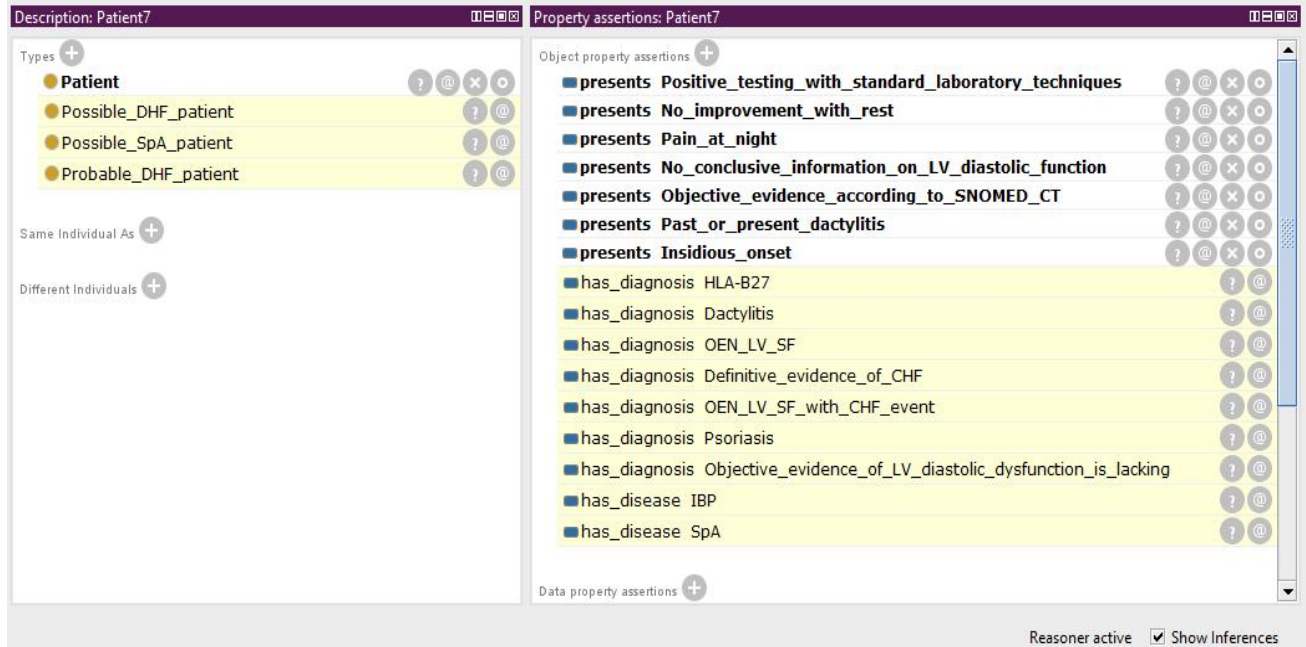 Description: Patient7
Types
Patient
Possible_DHF_patient
Possible_SpA_patient
Probable_DHF_patient
Same Individual As
Different Individuals
Property assertions: Patient7
Object property assertions
presents Positive_testing_with_standard_laboratory_techniques
presents No_improvement_with_rest
presents Pain_at_night
presents No_conclusive_information_on_LV_diastolic_function
presents Objective_evidence_according_to_SNOMED_CT
presents Past_or_present_dactylitis
presents Insidious_onset
has_diagnosis HLA-B27
has_diagnosis Dactylitis
has_diagnosis OEN_LV_SF
has_diagnosis Definitive_evidence_of_CHF
has_diagnosis OEN_LV_SF_with_CHF_event
has_diagnosis Psoriasis
has_diagnosis Objective_evidence_of_LV_diastolic_dysfunction_is_lacking
has_disease IBP
has_disease SpA
Data property assertions
Reasoner active Show Inferences